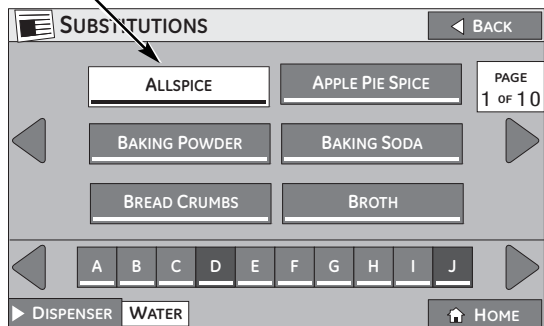 SUBSTITUTIONS
BACK
ALLSPICE
APPLE PIE SPICE
PAGE
1 OF 10
BAKING POWDER
BAKING SODA
BREAD CRUMBS
BROTH
A B C D E F G H I J
DISPENSER WATER
HOME